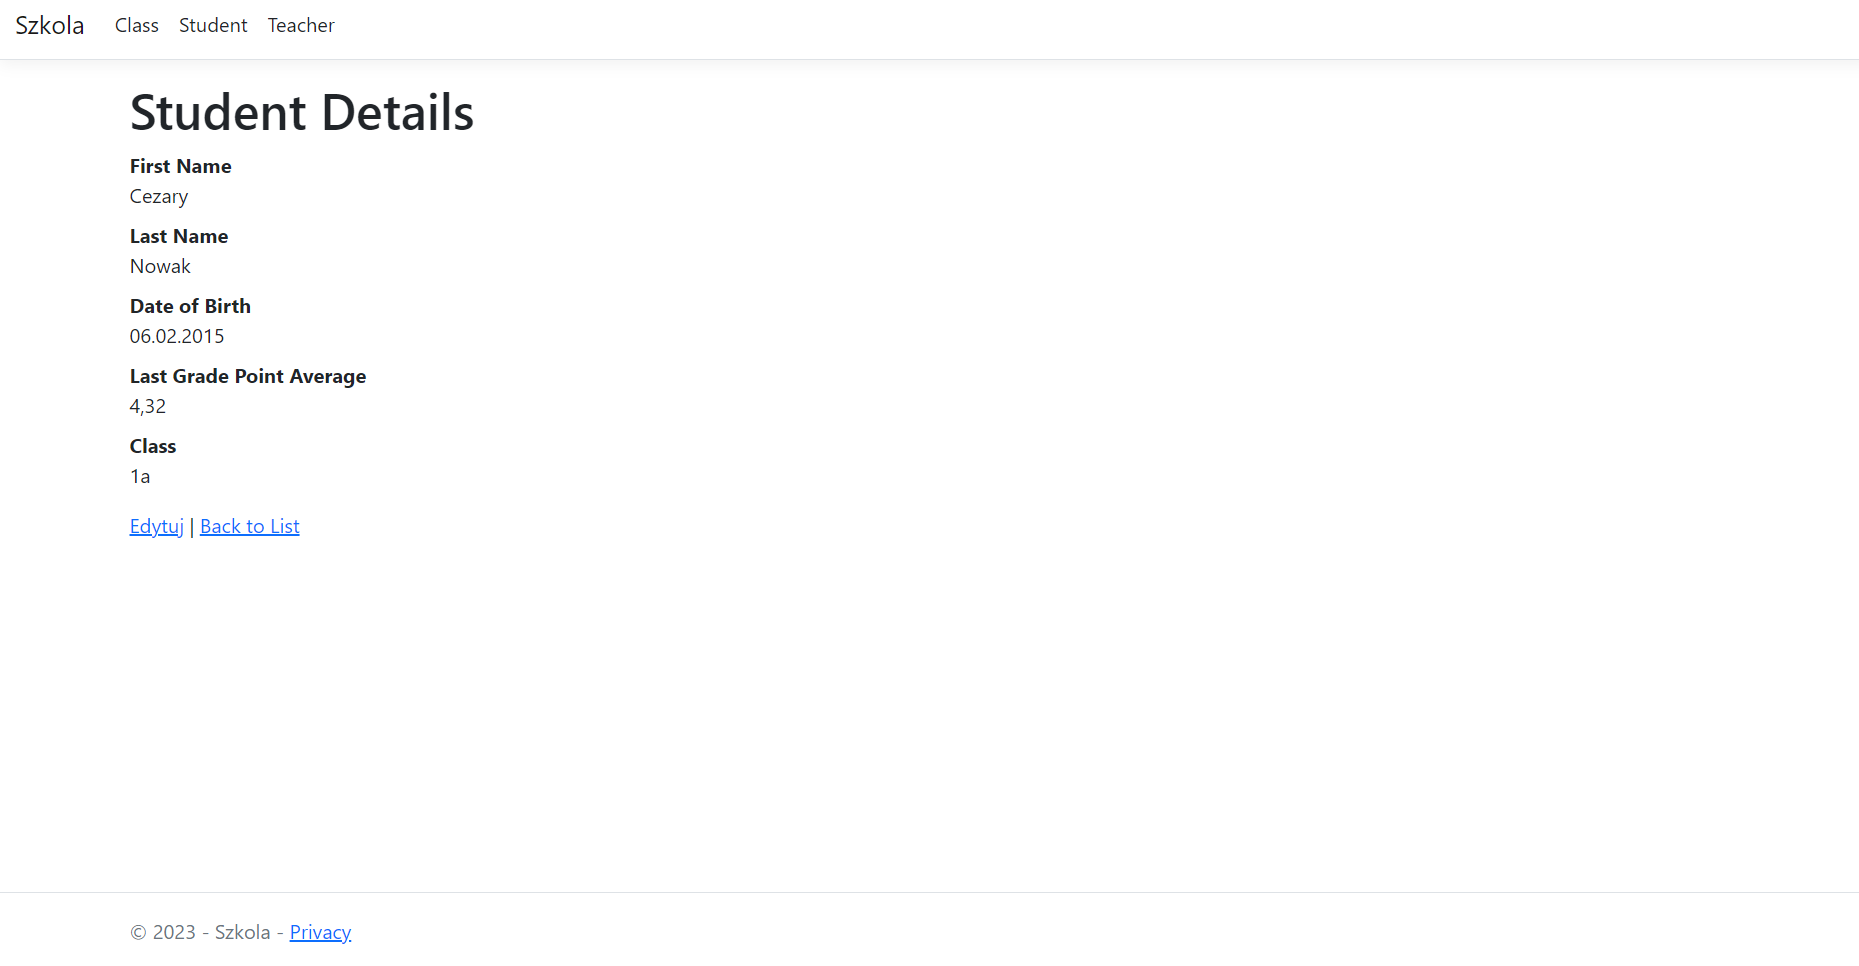 Szkola Class Student Teacher
Student Details
First Name
Cezary
Last Name
Nowak
Date of Birth
06.02.2015
Last Grade Point Average
4,32
Class
1a
Edytuj | Back to List
© 2023 - Szkola - Privacy